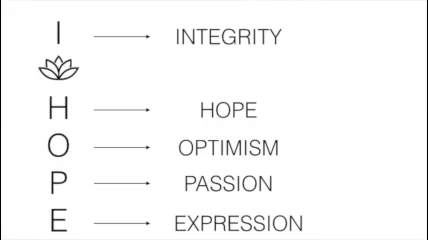 I → INTEGRITY
H → HOPE
O → OPTIMISM
P → PASSION
E → EXPRESSION